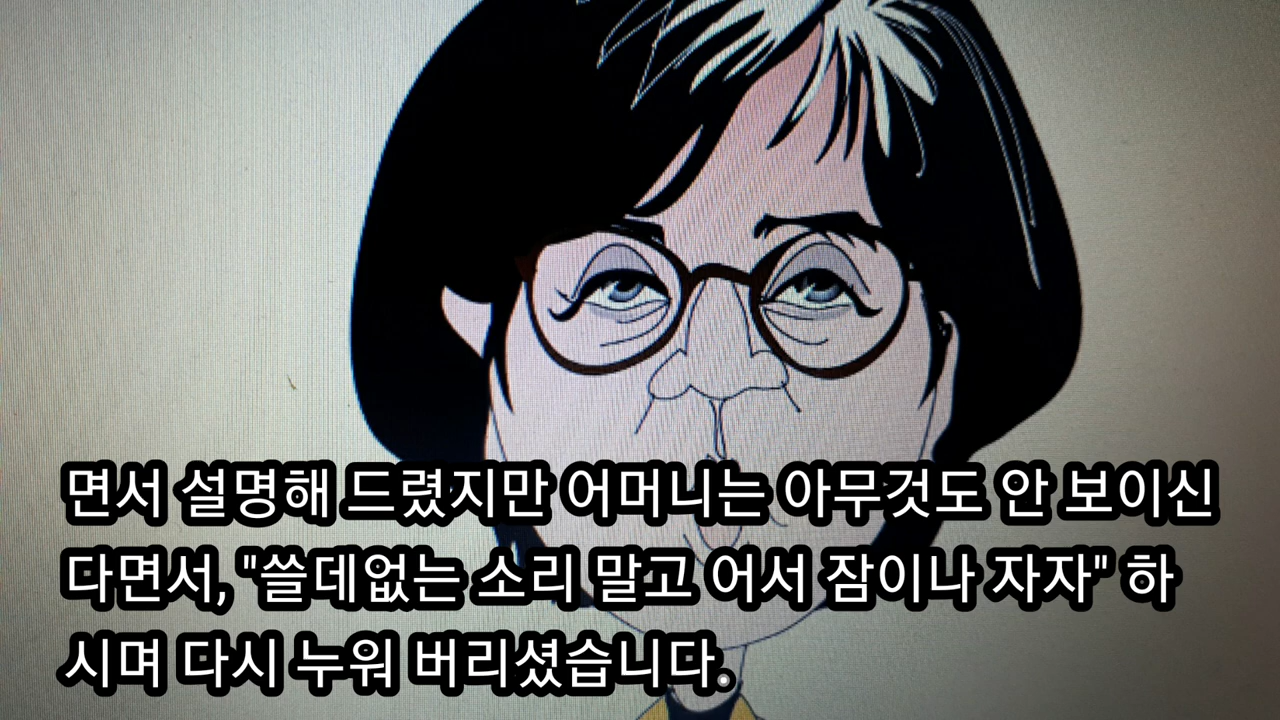 면서 설명해 드렸지만 어머니는 아무것도 안 보이신
다면서, "쓸데없는 소리 말고 어서 잠이나 자자" 하
시며 다시 누워 버리셨습니다.